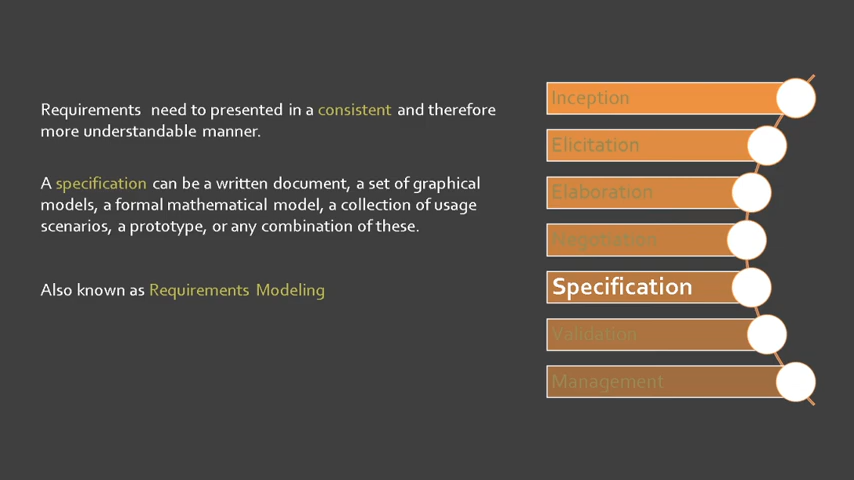 Requirements need to presented in a consistent and therefore
more understandable manner.
A specification can be a written document, a set of graphical
models, a formal mathematical model, a collection of usage
scenarios, a prototype, or any combination of these.
Also known as Requirements Modeling
Inception
Elicitation
Elaboration
Negotiation
Specification
Validation
Management